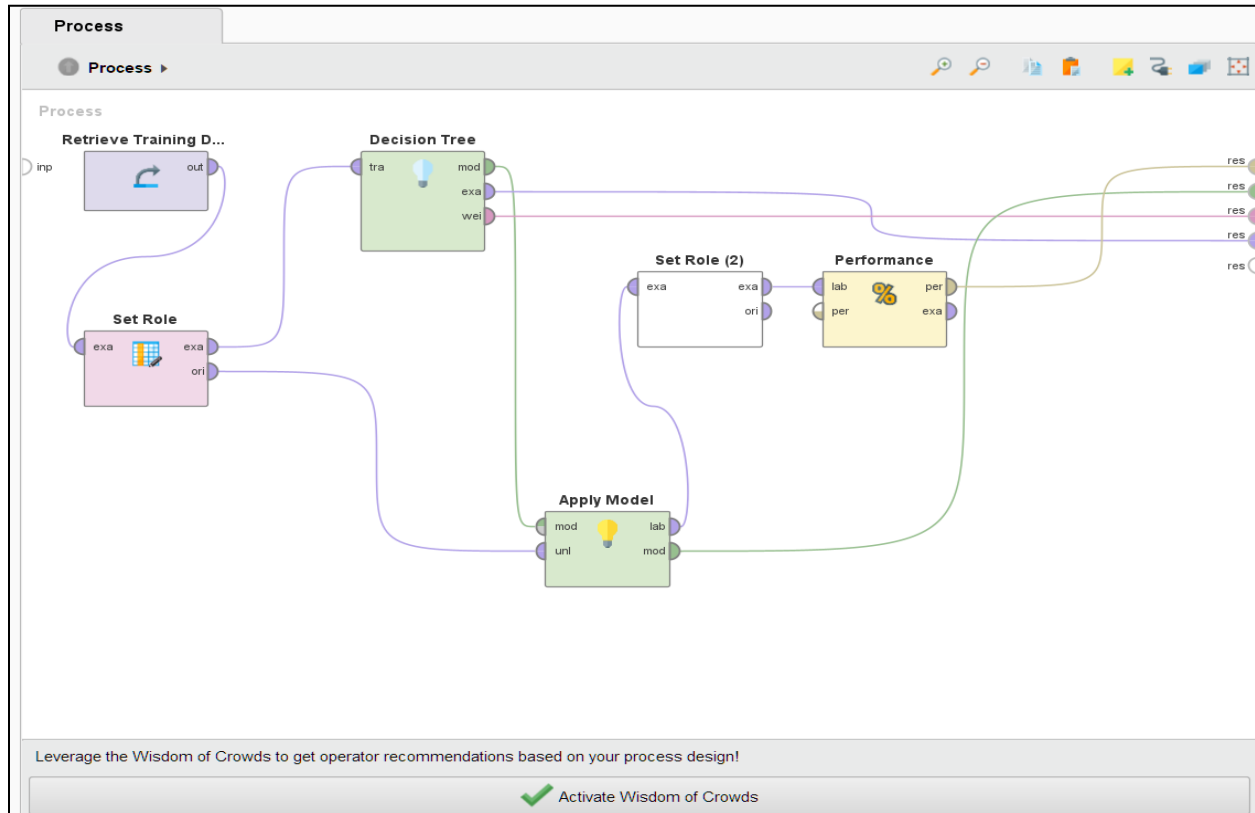 Process
Process
Process
inp
Retrieve Training D...
out
Decision Tree
tra
mod
exa
wei
res
res
res
res
res
Set Role (2)
exa
exa
ori
Performance
lab
per
per
exa
Set Role
exa
exa
ori
Apply Model
mod
lab
unl
mod
Leverage the Wisdom of Crowds to get operator recommendations based on your process design!
Activate Wisdom of Crowds